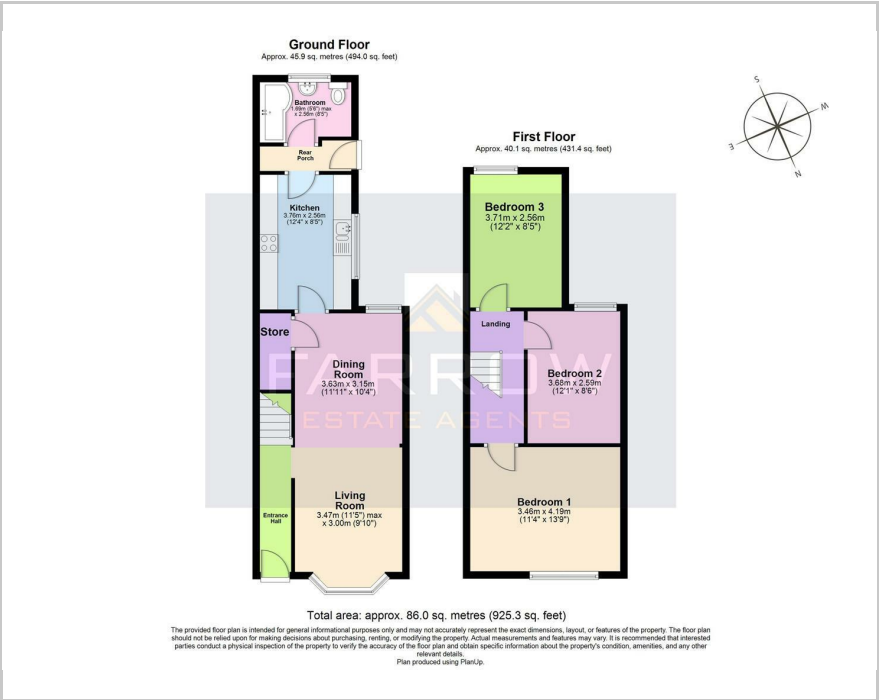 Ground Floor
Approx. 45.9 sq. metres (494.0 sq. feet)
Bathroom
1.69m (5'6") max
x 2.56m (8'5")
Rear
Porch
Kitchen
3.76m x 2.56m
(12'4" x 8'5")
Store
Dining
Room
3.63m x 3.15m
(11'11" x 10'4")
Living
Room
3.47m (11'5") max
x 3.00m (9'10")
Entrance
Hall
First Floor
Approx. 40.1 sq. metres (431.4 sq. feet)
Bedroom 3
3.71m x 2.56m
(12'2" x 8'5")
Landing
Bedroom 2
3.68m x 2.59m
(12'1" x 8'6")
Bedroom 1
3.46m x 4.19m
(11'4" x 13'9")
S
W
E
N
FARROW
ESTATE AGENTS
Total area: approx. 86.0 sq. metres (925.3 sq. feet)
The provided floor plan is intended for general informational purposes only and may not accurately represent the exact dimensions, layout, or features of the property. The floor plan
should not be relied upon for making decisions about purchasing, renting, or modifying the property. Actual measurements and features may vary. It is recommended that interested
parties conduct a physical inspection of the property to verify the accuracy of the floor plan and obtain specific information about the property's condition, amenities, and any other
relevant details.
Plan produced using PlanUp.